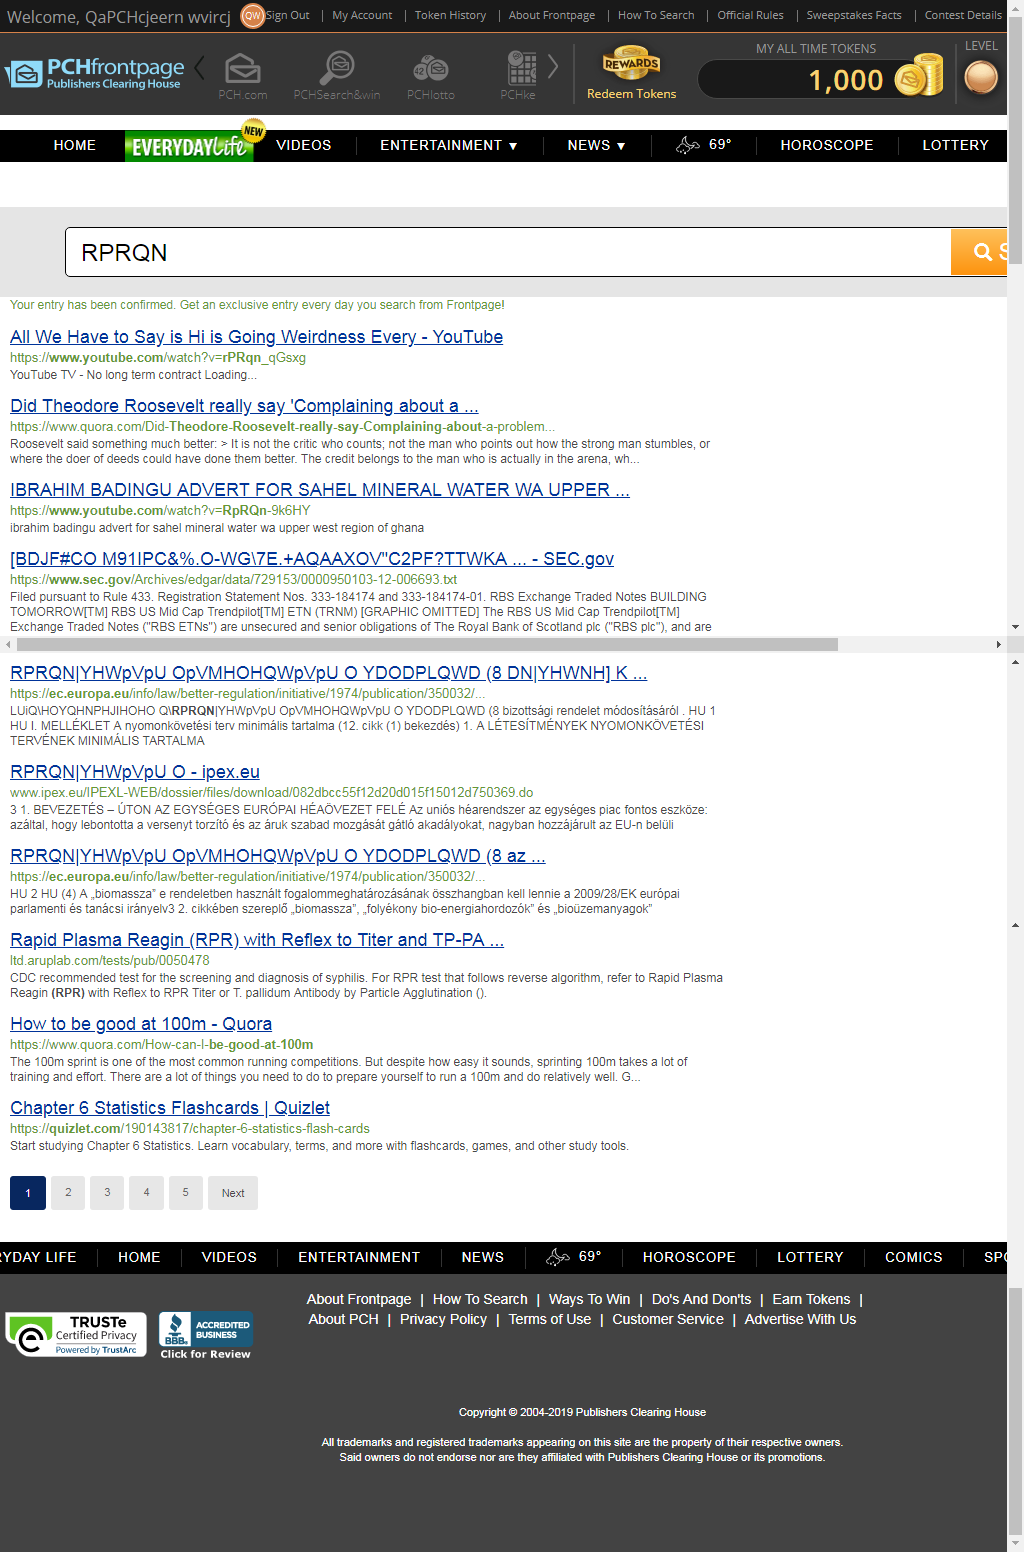 Welcome, QaPCHcjeern wvircj QW Sign Out | My Account | Token History | About Frontpage | How To Search | Official Rules | Sweepstakes Facts | Contest Details
PCHfrontpage
Publishers Clearing House
PCH.com PCHSearch&win 42 PCHlotto PCHke
REWARDS
Redeem Tokens
MY ALL TIME TOKENS
1,000
LEVEL
HOME EVERYDAY Life NEW VIDEOS ENTERTAINMENT ▼ NEWS ▼ 69° HOROSCOPE LOTTERY
RPRQN S
Your entry has been confirmed. Get an exclusive entry every day you search from Frontpage!
All We Have to Say is Hi is Going Weirdness Every - YouTube
https://www.youtube.com/watch?v=rPRqn_qGsxg
YouTube TV - No long term contract Loading...
Did Theodore Roosevelt really say 'Complaining about a ...
https://www.quora.com/Did-Theodore-Roosevelt-really-say-Complaining-about-a-problem...
Roosevelt said something much better: > It is not the critic who counts; not the man who points out how the strong man stumbles, or
where the doer of deeds could have done them better. The credit belongs to the man who is actually in the arena, wh...
IBRAHIM BADINGU ADVERT FOR SAHEL MINERAL WATER WA UPPER ...
https://www.youtube.com/watch?v=RpRQn-9k6HY
ibrahim badingu advert for sahel mineral water wa upper west region of ghana
[BDJF#CO M91IPC&%.O-WG\7E.+AQAAXOV"C2PF?TTWKA ... - SEC.gov
https://www.sec.gov/Archives/edgar/data/729153/0000950103-12-006693.txt
Filed pursuant to Rule 433. Registration Statement Nos. 333-184174 and 333-184174-01. RBS Exchange Traded Notes BUILDING
TOMORROW[TM] RBS US Mid Cap Trendpilot[TM] ETN (TRNM) [GRAPHIC OMITTED] The RBS US Mid Cap Trendpilot[TM]
Exchange Traded Notes ("RBS ETNs") are unsecured and senior obligations of The Royal Bank of Scotland plc ("RBS plc"), and are
RPRQN|YHWpVpU OpVMHOHQWpVpU O YDODPLQWD (8 DN|YHWNH] K ...
https://ec.europa.eu/info/law/better-regulation/initiative/1974/publication/350032/...
LUiQ\HOYQHNPHJIHOHO Q\RPRQN|YHWpVpU OpVMHOHQWpVpU O YDODPLQWD (8 bizottsági rendelet módosításáról . HU 1
HU I. MELLÉKLET A nyomonkövetési terv minimális tartalma (12. cikk (1) bekezdés) 1. A LÉTESÍTMÉNYEK NYOMONKÖVETÉSI
TERVÉNEK MINIMÁLIS TARTALMA
RPRQN|YHWpVpU O - ipex.eu
www.ipex.eu/IPEXL-WEB/dossier/files/download/082dbcc55f12d20d015f15012d750369.do
3 1. BEVEZETÉS – ÚTON AZ EGYSÉGES EURÓPAI HÉAÖVEZET FELÉ Az uniós héarendszer az egységes piac fontos eszköze:
azáltal, hogy lebontotta a versenyt torzító és az áruk szabad mozgását gátló akadályokat, nagyban hozzájárult az EU-n belüli
RPRQN|YHWpVpU OpVMHOHQWpVpU O YDODPLQWD (8 az ...
https://ec.europa.eu/info/law/better-regulation/initiative/1974/publication/350032/...
HU 2 HU (4) A „biomassza” e rendeletben használt fogalommeghatározásának összhangban kell lennie a 2009/28/EK európai
parlamenti és tanácsi irányelv3 2. cikkében szereplő „biomassza”, „folyékony bio-energiahordozók” és „bioüzemanyagok”
Rapid Plasma Reagin (RPR) with Reflex to Titer and TP-PA ...
ltd.aruplab.com/tests/pub/0050478
CDC recommended test for the screening and diagnosis of syphilis. For RPR test that follows reverse algorithm, refer to Rapid Plasma
Reagin (RPR) with Reflex to RPR Titer or T. pallidum Antibody by Particle Agglutination ().
How to be good at 100m - Quora
https://www.quora.com/How-can-I-be-good-at-100m
The 100m sprint is one of the most common running competitions. But despite how easy it sounds, sprinting 100m takes a lot of
training and effort. There are a lot of things you need to do to prepare yourself to run a 100m and do relatively well. G...
Chapter 6 Statistics Flashcards | Quizlet
https://quizlet.com/190143817/chapter-6-statistics-flash-cards
Start studying Chapter 6 Statistics. Learn vocabulary, terms, and more with flashcards, games, and other study tools.
1 2 3 4 5 Next
RYDAY LIFE HOME VIDEOS ENTERTAINMENT NEWS 69° HOROSCOPE LOTTERY COMICS SPO
About Frontpage | How To Search | Ways To Win | Do's And Don'ts | Earn Tokens |
About PCH | Privacy Policy | Terms of Use | Customer Service | Advertise With Us
TRUSTe
Certified Privacy
Powered by TrustArc
BBB. ACCREDITED
BUSINESS
Click for Review
Copyright © 2004-2019 Publishers Clearing House
All trademarks and registered trademarks appearing on this site are the property of their respective owners.
Said owners do not endorse nor are they affiliated with Publishers Clearing House or its promotions.